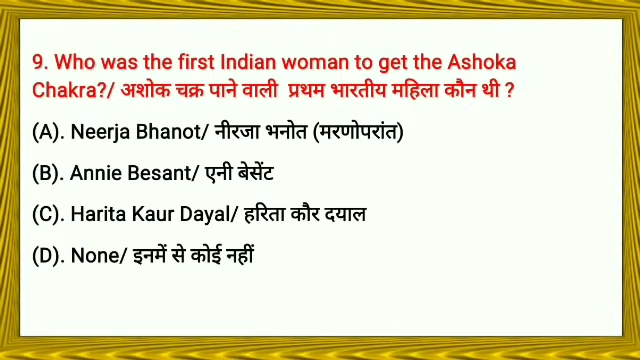 9. Who was the first Indian woman to get the Ashoka
Chakra?/ अशोक चक्र पाने वाली प्रथम भारतीय महिला कौन थी ?
(A). Neerja Bhanot/ नीरजा भनोत (मरणोपरांत)
(B). Annie Besant/ एनी बेसेंट
(C). Harita Kaur Dayal/ हरिता कौर दयाल
(D). None/ इनमें से कोई नहीं